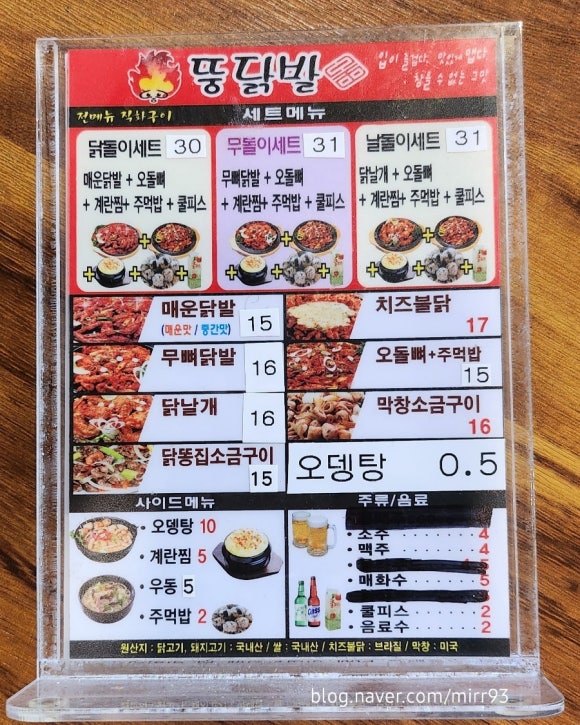 뚱닭발
입이 즐겁다, 맛있게 맵다
참을 수 없는 그맛
전메뉴 직화구이
세트메뉴
닭돌이세트 30
매운닭발 + 오돌뼈
+ 계란찜 + 주먹밥 + 쿨피스
무돌이세트 31
무뼈닭발 + 오돌뼈
+ 계란찜+ 주먹밥 + 쿨피스
날돌이세트 31
닭날개 + 오돌뼈
+ 계란찜+ 주먹밥 + 쿨피스
매운닭발
(매운맛 / 중간맛) 15
치즈불닭
17
무뼈닭발 16
오돌뼈+주먹밥
15
닭날개 16
막창소금구이
16
닭똥집소금구이
15
오뎅탕 0.5
사이드메뉴
· 오뎅탕 10
· 계란찜 5
· 우동 5
· 주먹밥 2
주류/음료
· 소주 4
· 맥주 4
· 매화수 5
· 쿨피스 2
· 음료수 2
원산지 : 닭고기, 돼지고기 : 국내산 / 쌀 : 국내산 / 치즈불닭 : 브라질 / 막창 : 미국
blog.naver.com/mirr93